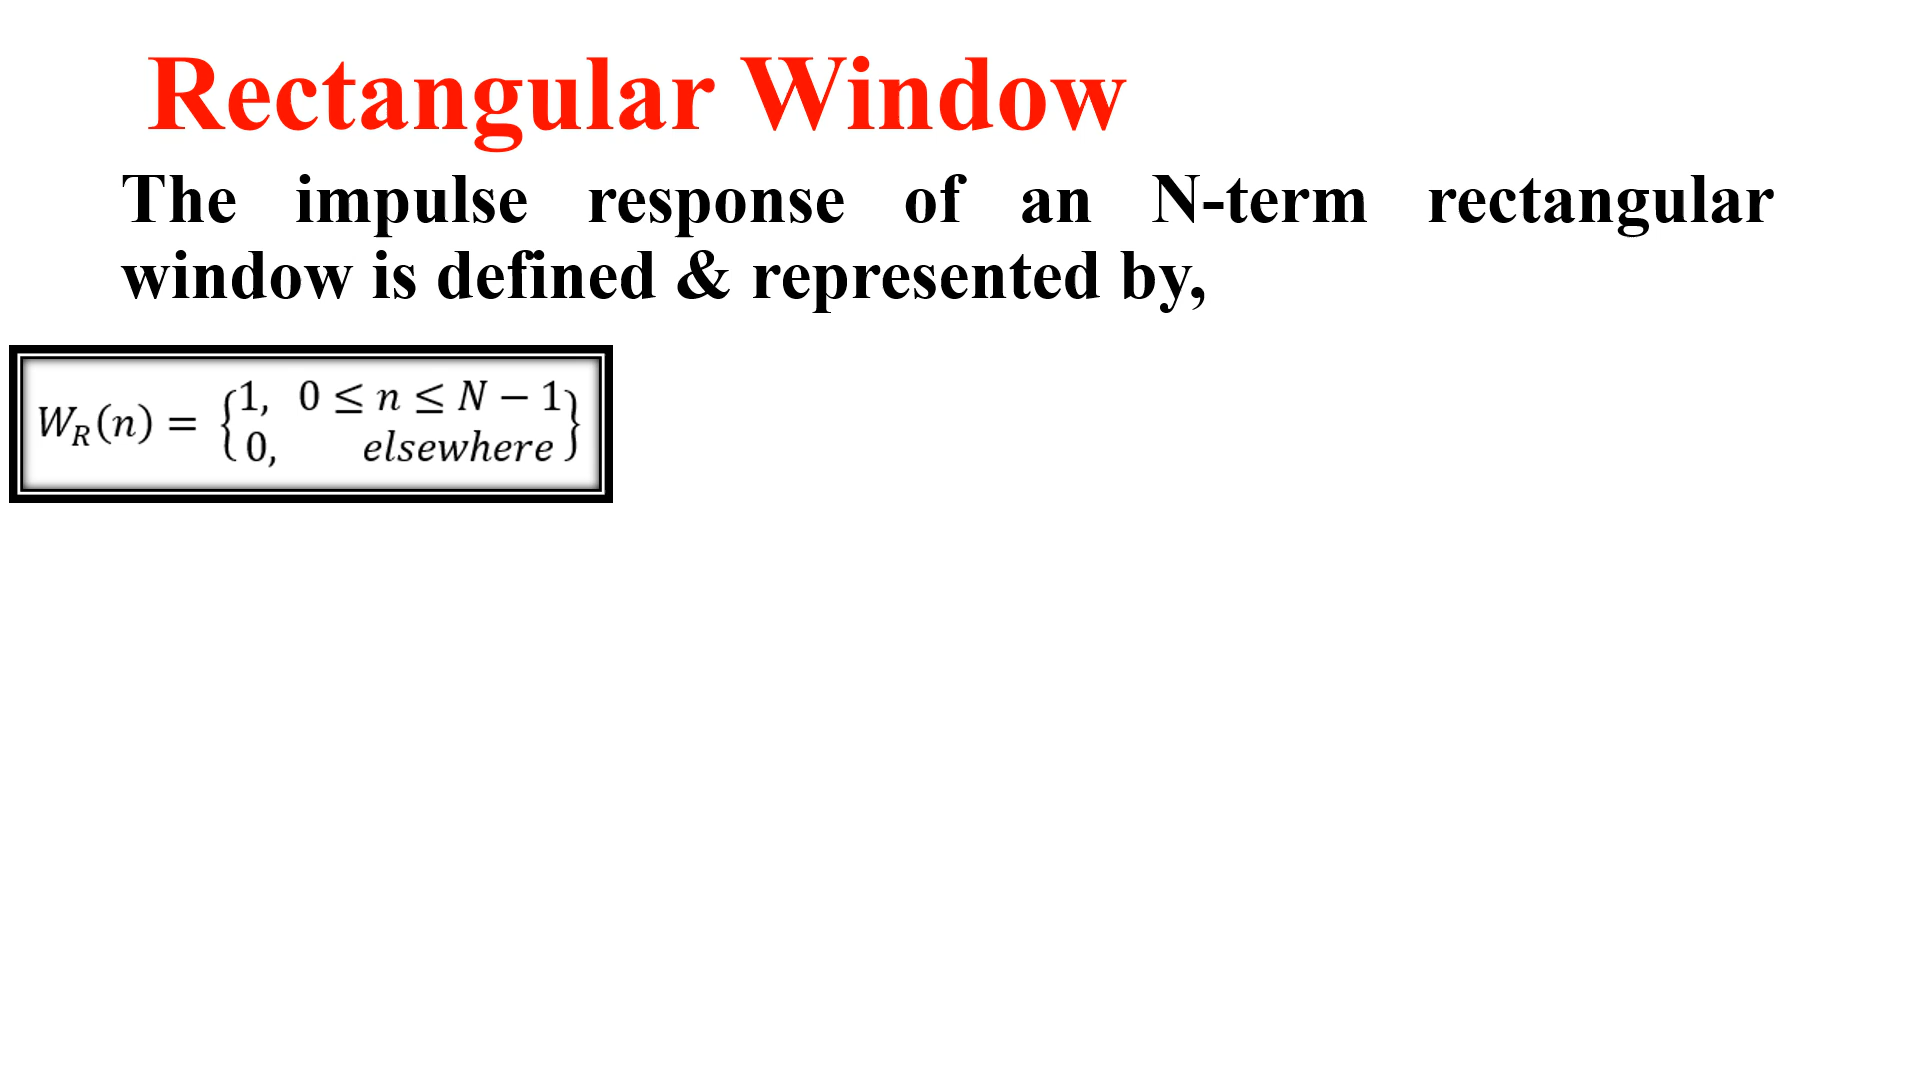 Rectangular Window
The impulse response of an N-term rectangular
window is defined & represented by,
W_R(n) = {1, 0 ≤ n ≤ N − 1
0, elsewhere}